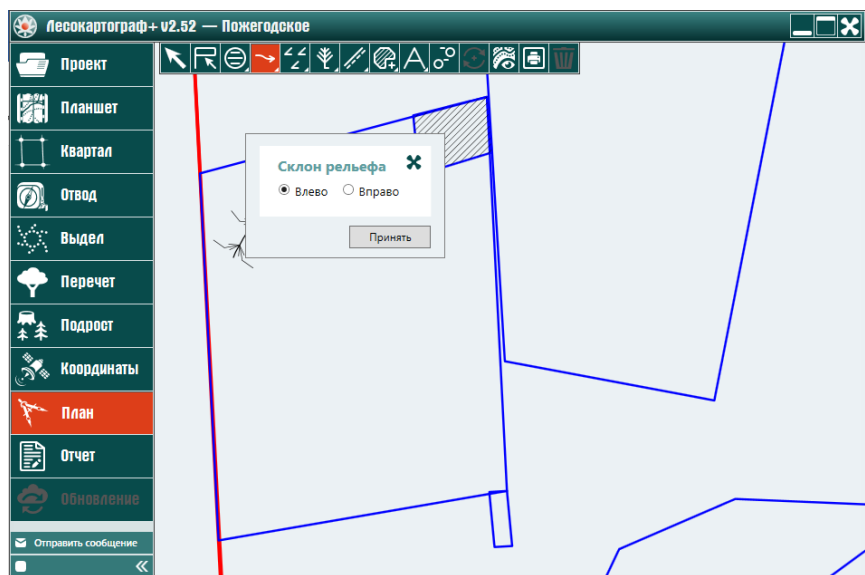 Лесокартограф+ v2.52 — Пожегодское
Проект
Планшет
Квартал
Отвод
Выдел
Перечет
Подрост
Координаты
План
Отчет
Обновление
Отправить сообщение
A
Склон рельефа
Влево Вправо
Принять